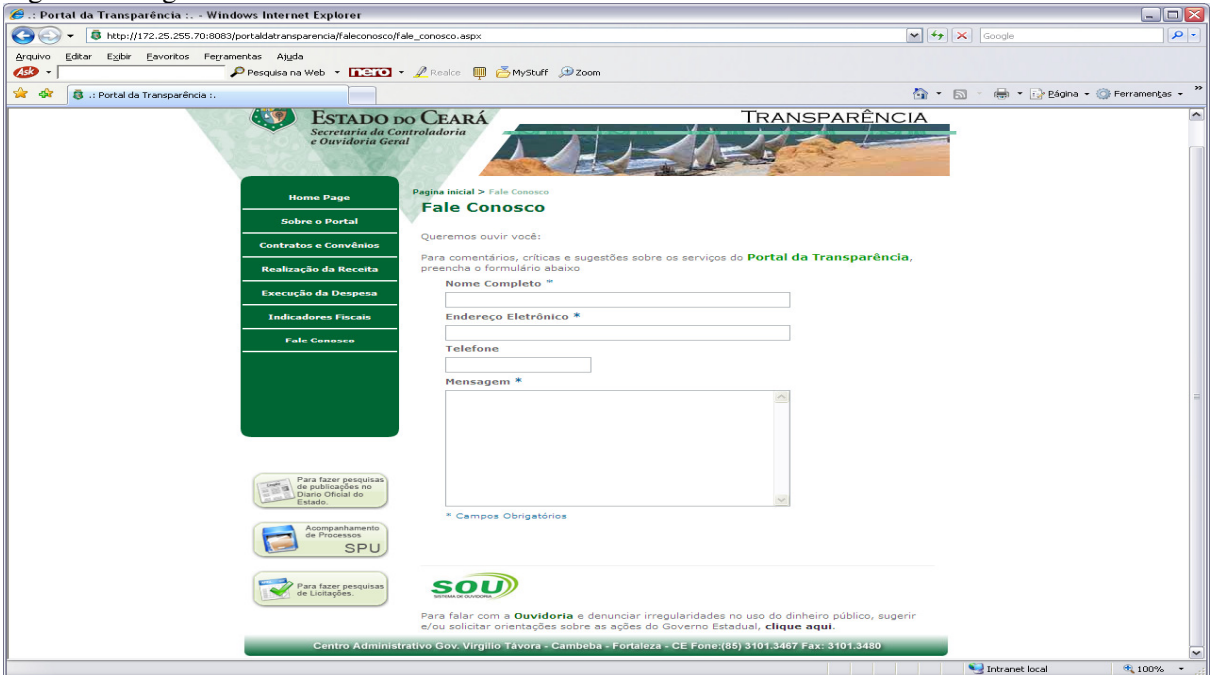 .: Portal da Transparência :. - Windows Internet Explorer
http://172.25.255.70:8083/portaldatransparencia/faleconosco/fale_conosco.aspx
Google
Arquivo Editar Exibir Favoritos Ferramentas Ajuda
Ask
Pesquisa na Web
nero
Realce
MyStuff
Zoom
.: Portal da Transparência :.
Página
Ferramentas
ESTADO DO CEARÁ
Secretaria da Controladoria
e Ouvidoria Geral
TRANSPARÊNCIA
Home Page
Sobre o Portal
Contratos e Convênios
Realização da Receita
Execução da Despesa
Indicadores Fiscais
Fale Conosco
Pagina inicial > Fale Conosco
Fale Conosco
Queremos ouvir você:
Para comentários, críticas e sugestões sobre os serviços do Portal da Transparência,
preencha o formulário abaixo
Nome Completo *
Endereço Eletrônico *
Telefone
Mensagem *
* Campos Obrigatórios
Para fazer pesquisas
de publicações no
Diario Oficial do
Estado.
Acompanhamento
de Processos
SPU
Para fazer pesquisas
de Licitações.
SOU
SISTEMA DE OUVIDORIA
Para falar com a Ouvidoria e denunciar irregularidades no uso do dinheiro público, sugerir
e/ou solicitar orientações sobre as ações do Governo Estadual, clique aqui.
Centro Administrativo Gov. Virgílio Távora - Cambeba - Fortaleza - CE Fone:(85) 3101.3467 Fax: 3101.3480
Intranet local
100%